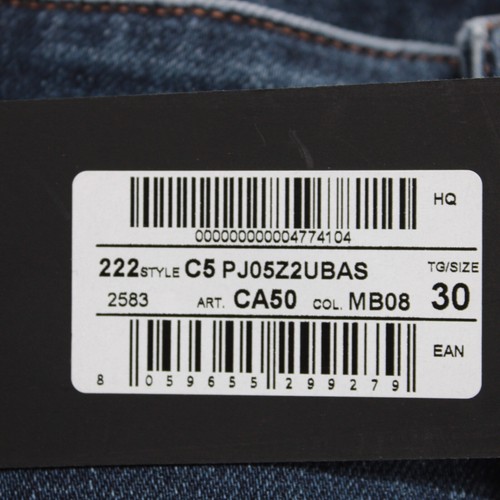 HQ
000000000004774104
222 STYLE C5 PJ05Z2UBAS TG/SIZE
2583 ART. CA50 COL. MB08 30
EAN
8 059655 299279